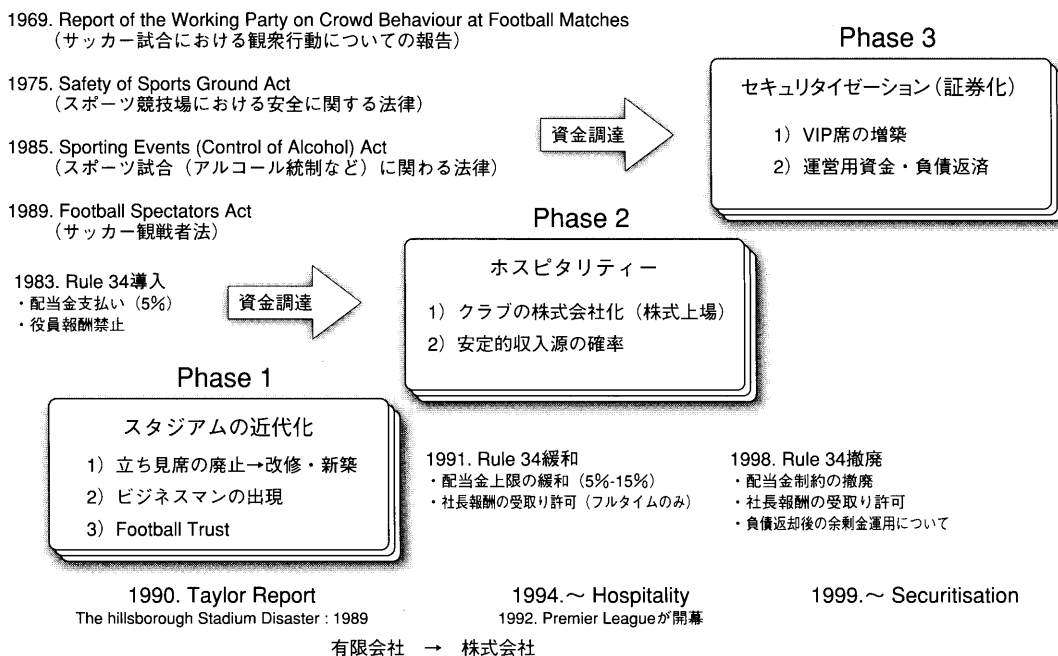 1969. Report of the Working Party on Crowd Behaviour at Football Matches
（サッカー試合における観衆行動についての報告）
1975. Safety of Sports Ground Act
（スポーツ競技場における安全に関する法律）
1985. Sporting Events (Control of Alcohol) Act
（スポーツ試合（アルコール統制など）に関わる法律）
1989. Football Spectators Act
（サッカー観戦者法）
1983. Rule 34導入
・配当金支払い（5%）
・役員報酬禁止
資金調達
資金調達
Phase 1
スタジアムの近代化
1）立ち見席の廃止→改修・新築
2）ビジネスマンの出現
3）Football Trust
Phase 2
ホスピタリティー
1）クラブの株式会社化（株式上場）
2）安定的収入源の確率
Phase 3
セキュリタイゼーション（証券化）
1）VIP席の増築
2）運営用資金・負債返済
1991. Rule 34緩和
・配当金上限の緩和（5%-15%）
・社長報酬の受取り許可（フルタイムのみ）
1998. Rule 34撤廃
・配当金制約の撤廃
・社長報酬の受取り許可
・負債返却後の余剰金運用について
1990. Taylor Report
The hillsborough Stadium Disaster : 1989
1994.～ Hospitality
1992. Premier Leagueが開幕
1999.～ Securitisation
有限会社 → 株式会社